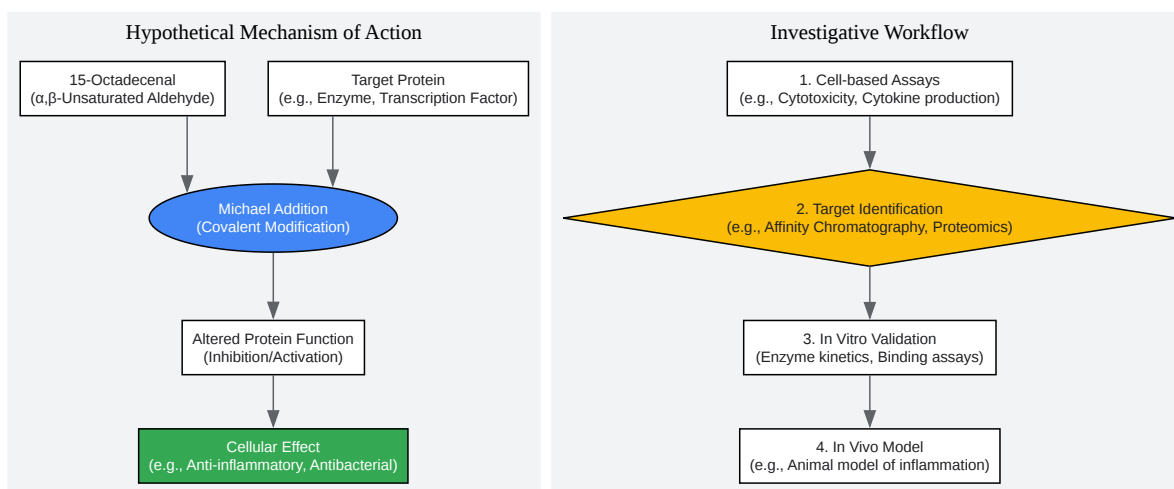 Hypothetical Mechanism of Action
15-Octadecenal
(α,β-Unsaturated Aldehyde)
Target Protein
(e.g., Enzyme, Transcription Factor)
Michael Addition
(Covalent Modification)
Altered Protein Function
(Inhibition/Activation)
Cellular Effect
(e.g., Anti-inflammatory, Antibacterial)
Investigative Workflow
1. Cell-based Assays
(e.g., Cytotoxicity, Cytokine production)
2. Target Identification
(e.g., Affinity Chromatography, Proteomics)
3. In Vitro Validation
(Enzyme kinetics, Binding assays)
4. In Vivo Model
(e.g., Animal model of inflammation)